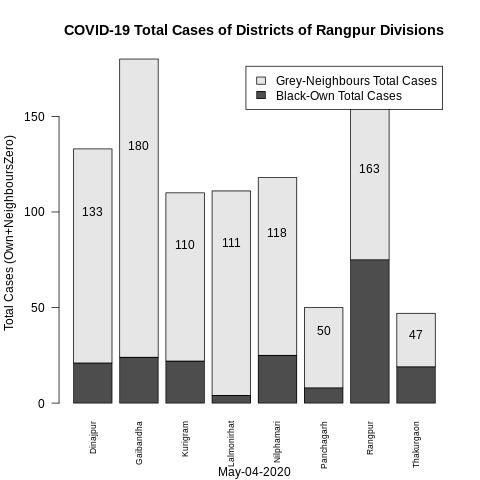 COVID-19 Total Cases of Districts of Rangpur Divisions
Grey-Neighbours Total Cases
Black-Own Total Cases
Total Cases (Own+NeighboursZero)
150
100
50
0
133
180
110
111
118
50
163
47
Dinajpur
Gaibandha
Kurigram
Lalmonirhat
Nilphamari
Panchagarh
Rangpur
Thakurgaon
May-04-2020